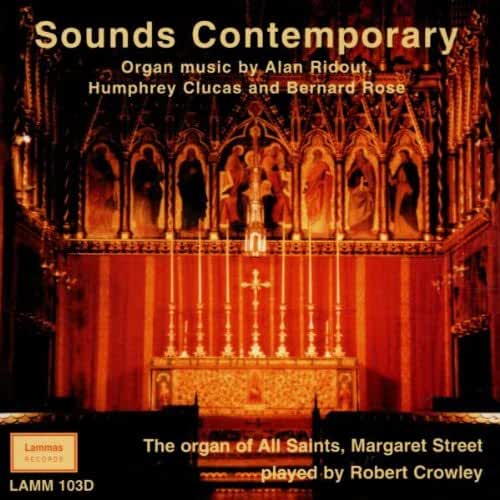 Sounds Contemporary
Organ music by Alan Ridout,
Humphrey Clucas and Bernard Rose
The organ of All Saints, Margaret Street
played by Robert Crowley
Lammas
RECORDS
LAMM 103D